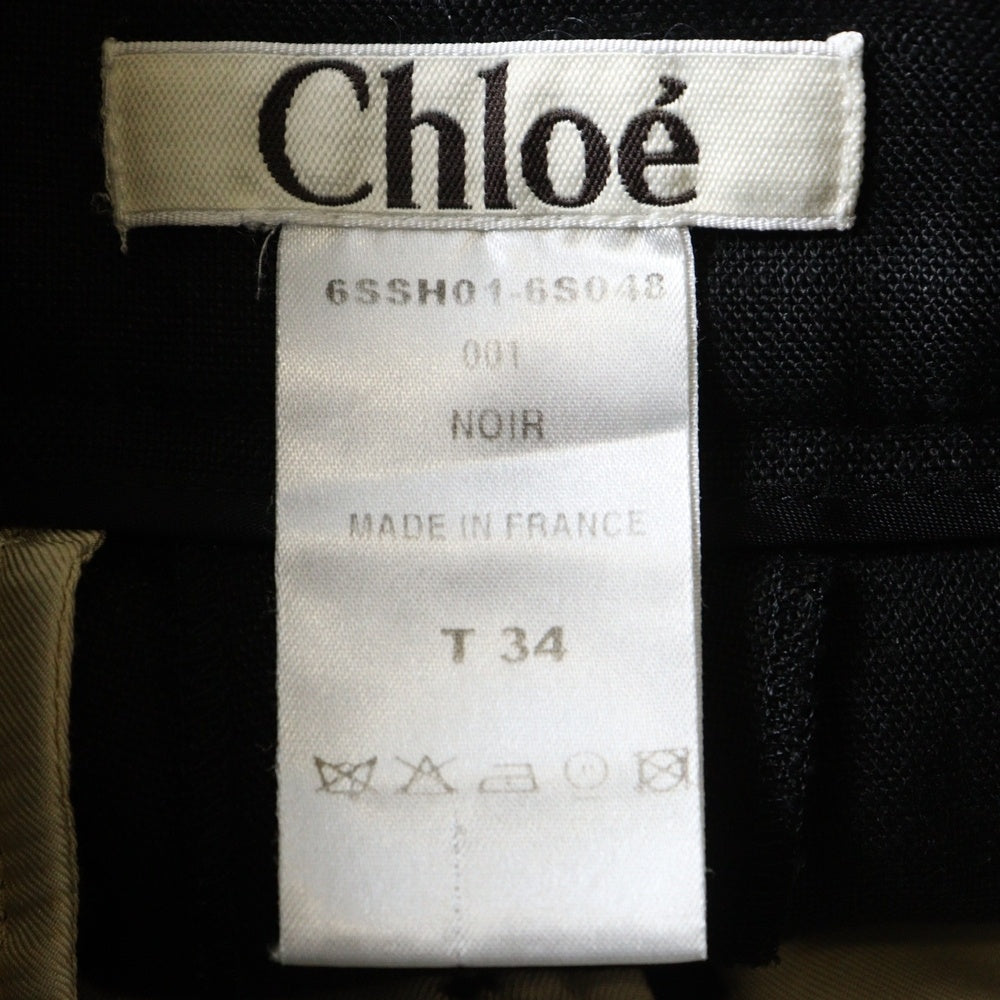 Chloé
6SSH01-6S048
001
NOIR
MADE IN FRANCE
T 34